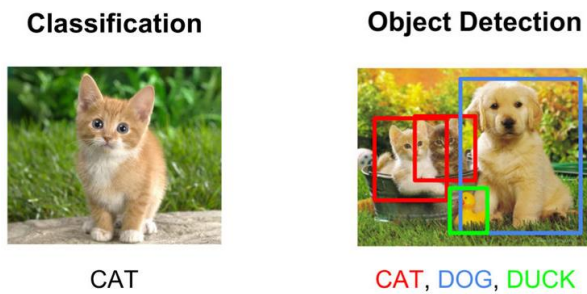 Classification
Object Detection
CAT
CAT, DOG, DUCK